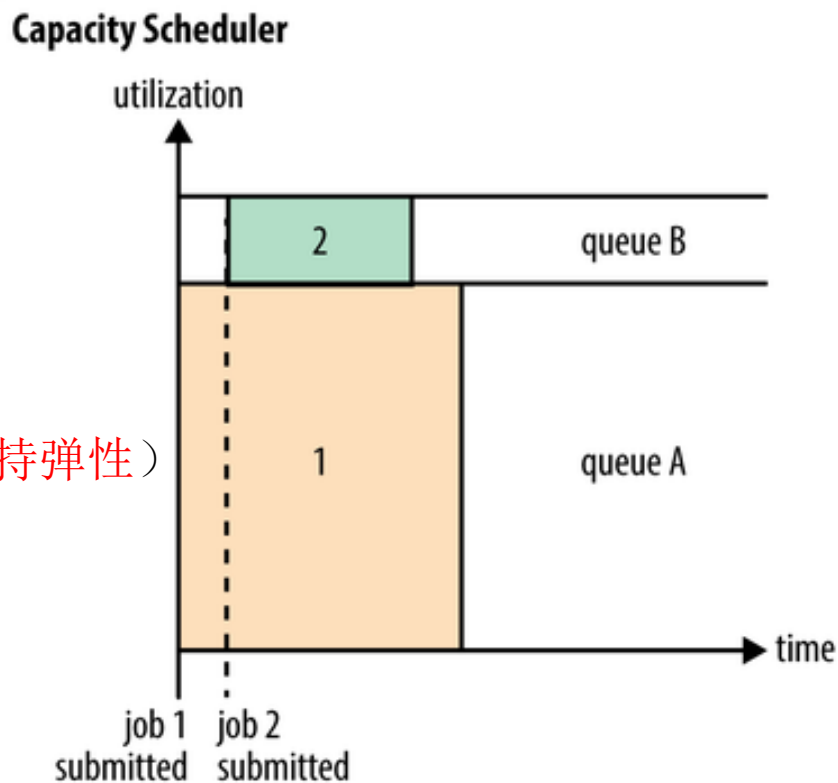 Capacity Scheduler
utilization
2
queue B
持弹性）
1
queue A
time
job 1
submitted
job 2
submitted